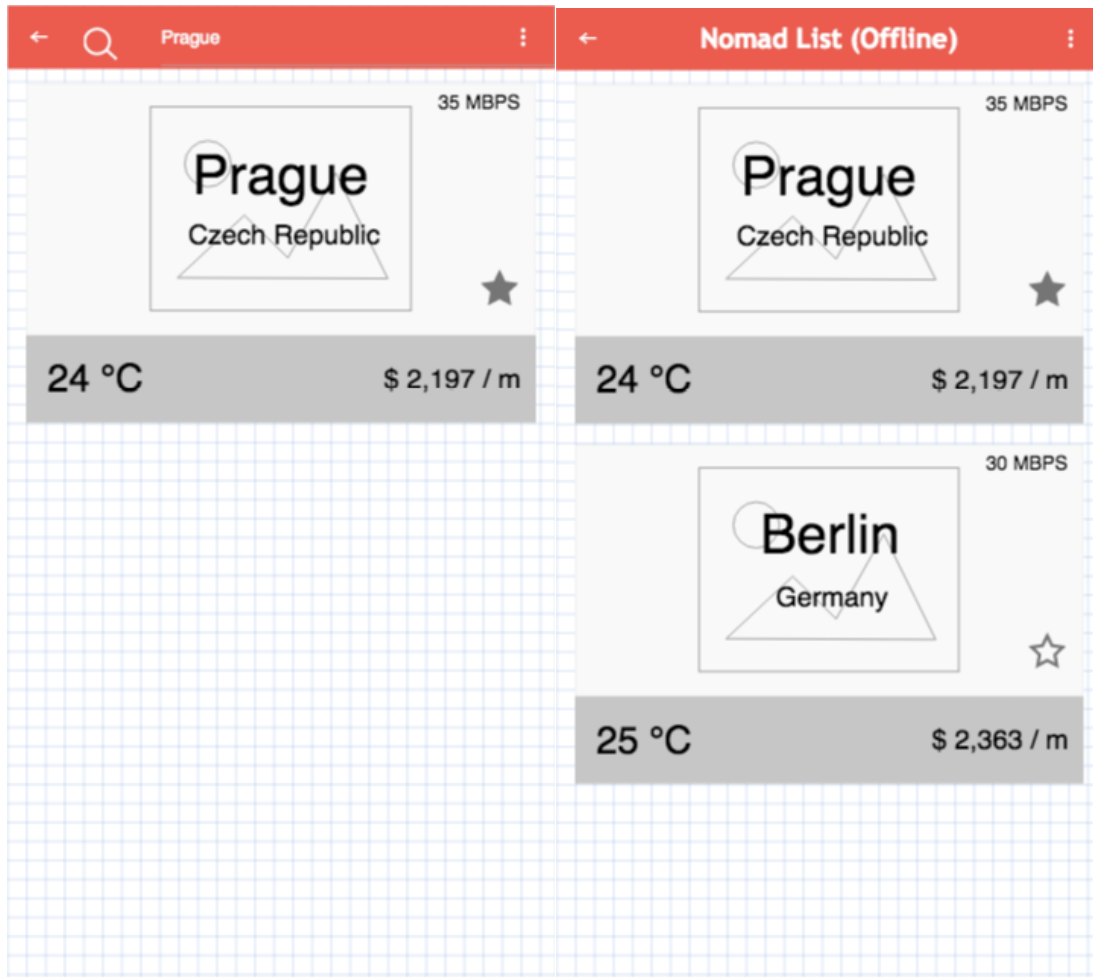 Prague
35 MBPS
Prague
Czech Republic
24 °C
$ 2,197 / m
Nomad List (Offline)
35 MBPS
Prague
Czech Republic
24 °C
$ 2,197 / m
30 MBPS
Berlin
Germany
25 °C
$ 2,363 / m